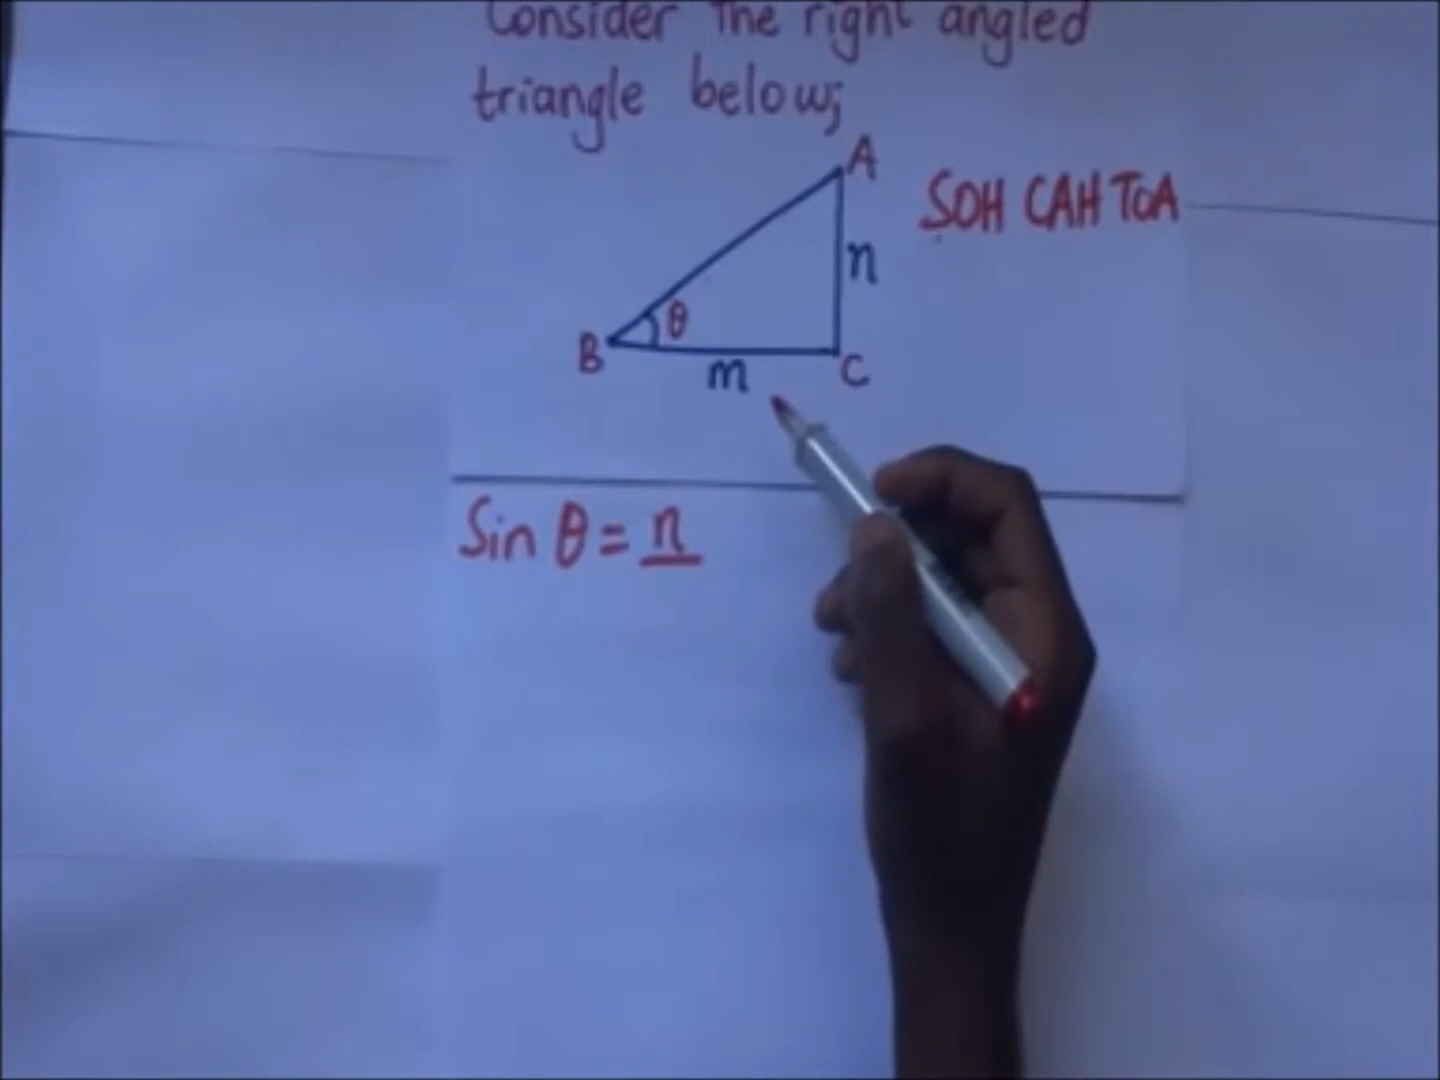 Consider the right angled
triangle below;
A
SOH CAH TOA
n
θ
B
m
C
Sin θ = n